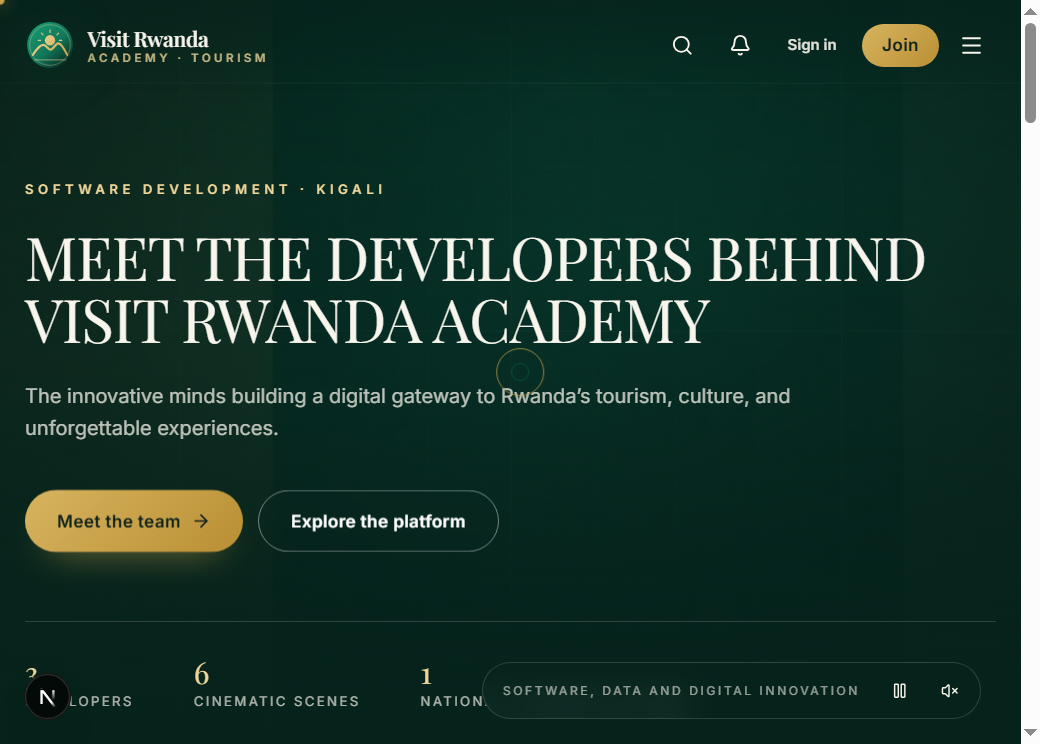 Visit Rwanda
ACADEMY · TOURISM
Sign in
Join
SOFTWARE DEVELOPMENT · KIGALI
MEET THE DEVELOPERS BEHIND
VISIT RWANDA ACADEMY
The innovative minds building a digital gateway to Rwanda’s tourism, culture, and
unforgettable experiences.
Meet the team
Explore the platform
6
1
CINEMATIC SCENES
SOFTWARE, DATA AND DIGITAL INNOVATION
N